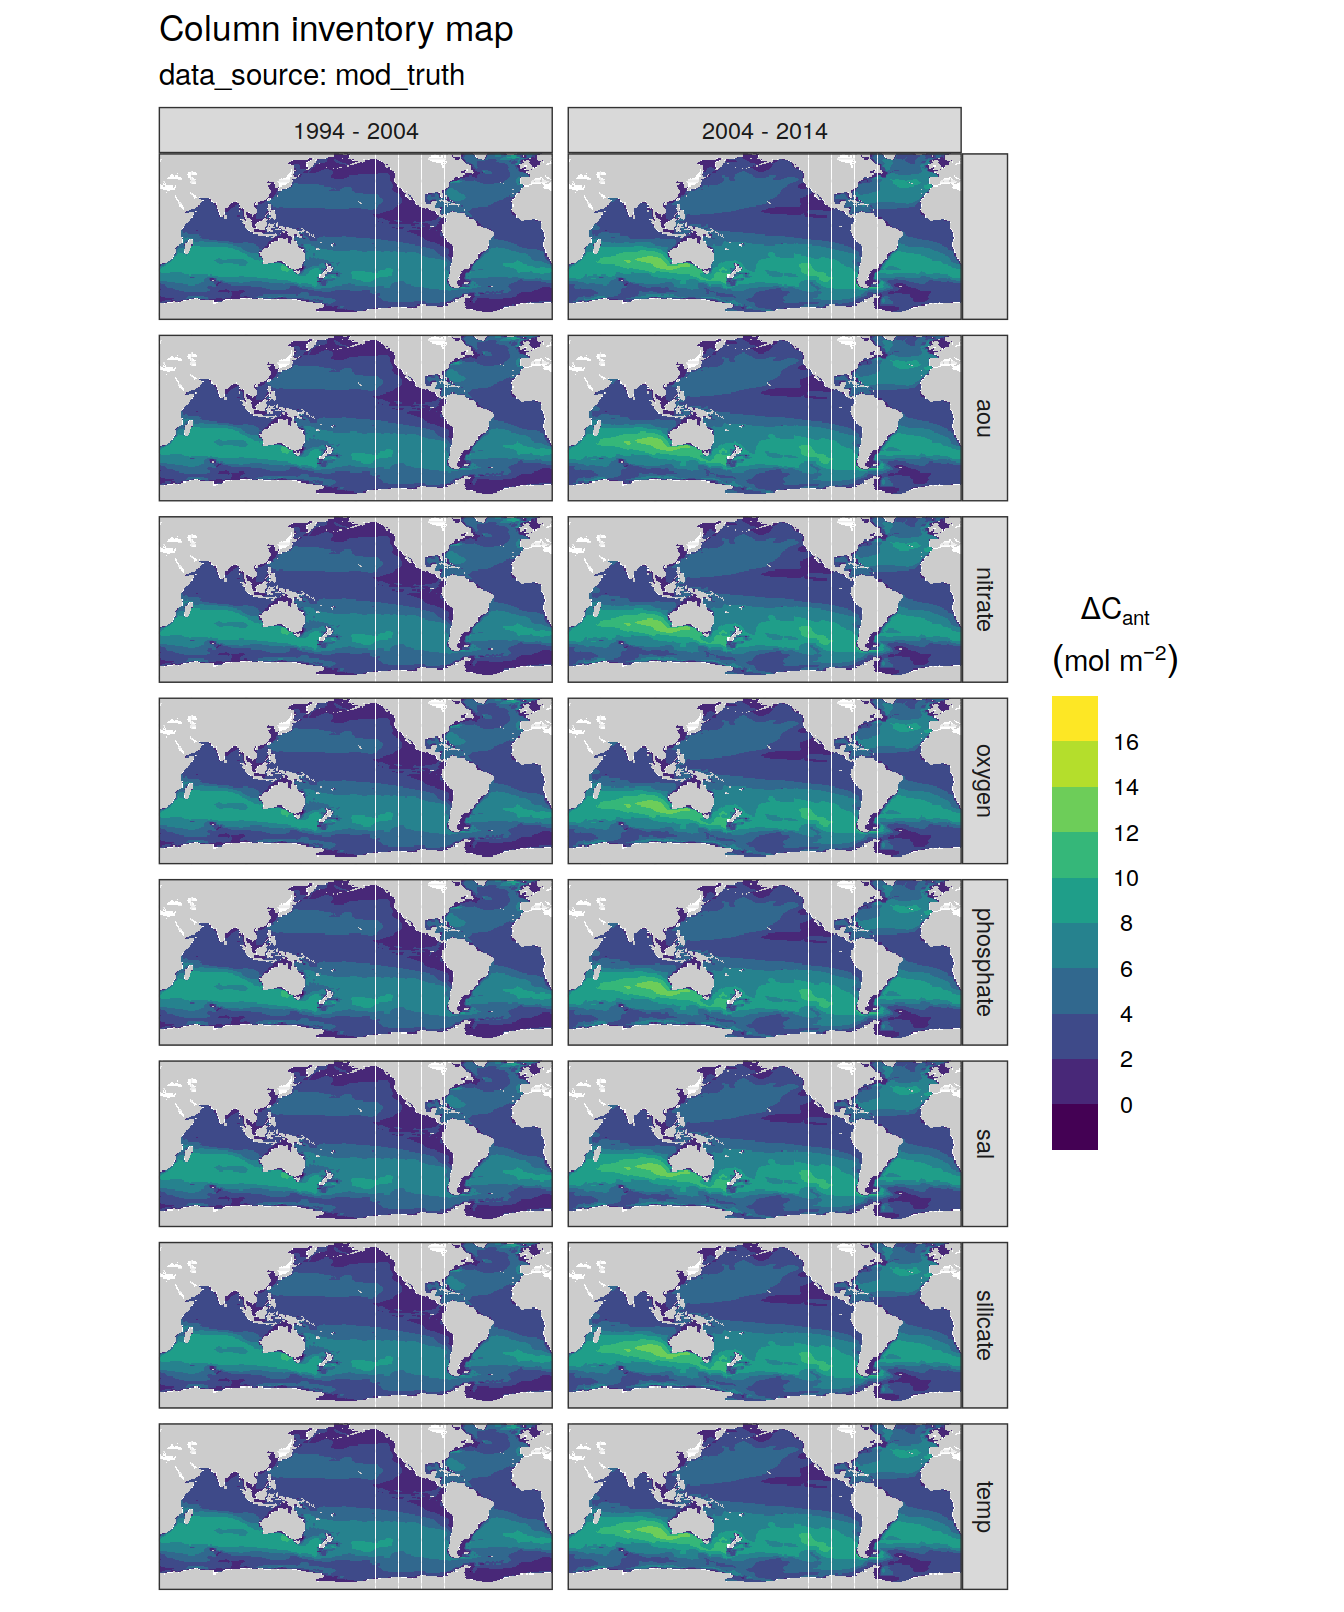 Column inventory map
data_source: mod_truth
1994 - 2004
2004 - 2014
aou
nitrate
oxygen
phosphate
sal
silicate
temp
ΔCant
(mol m−2)
16
14
12
10
8
6
4
2
0